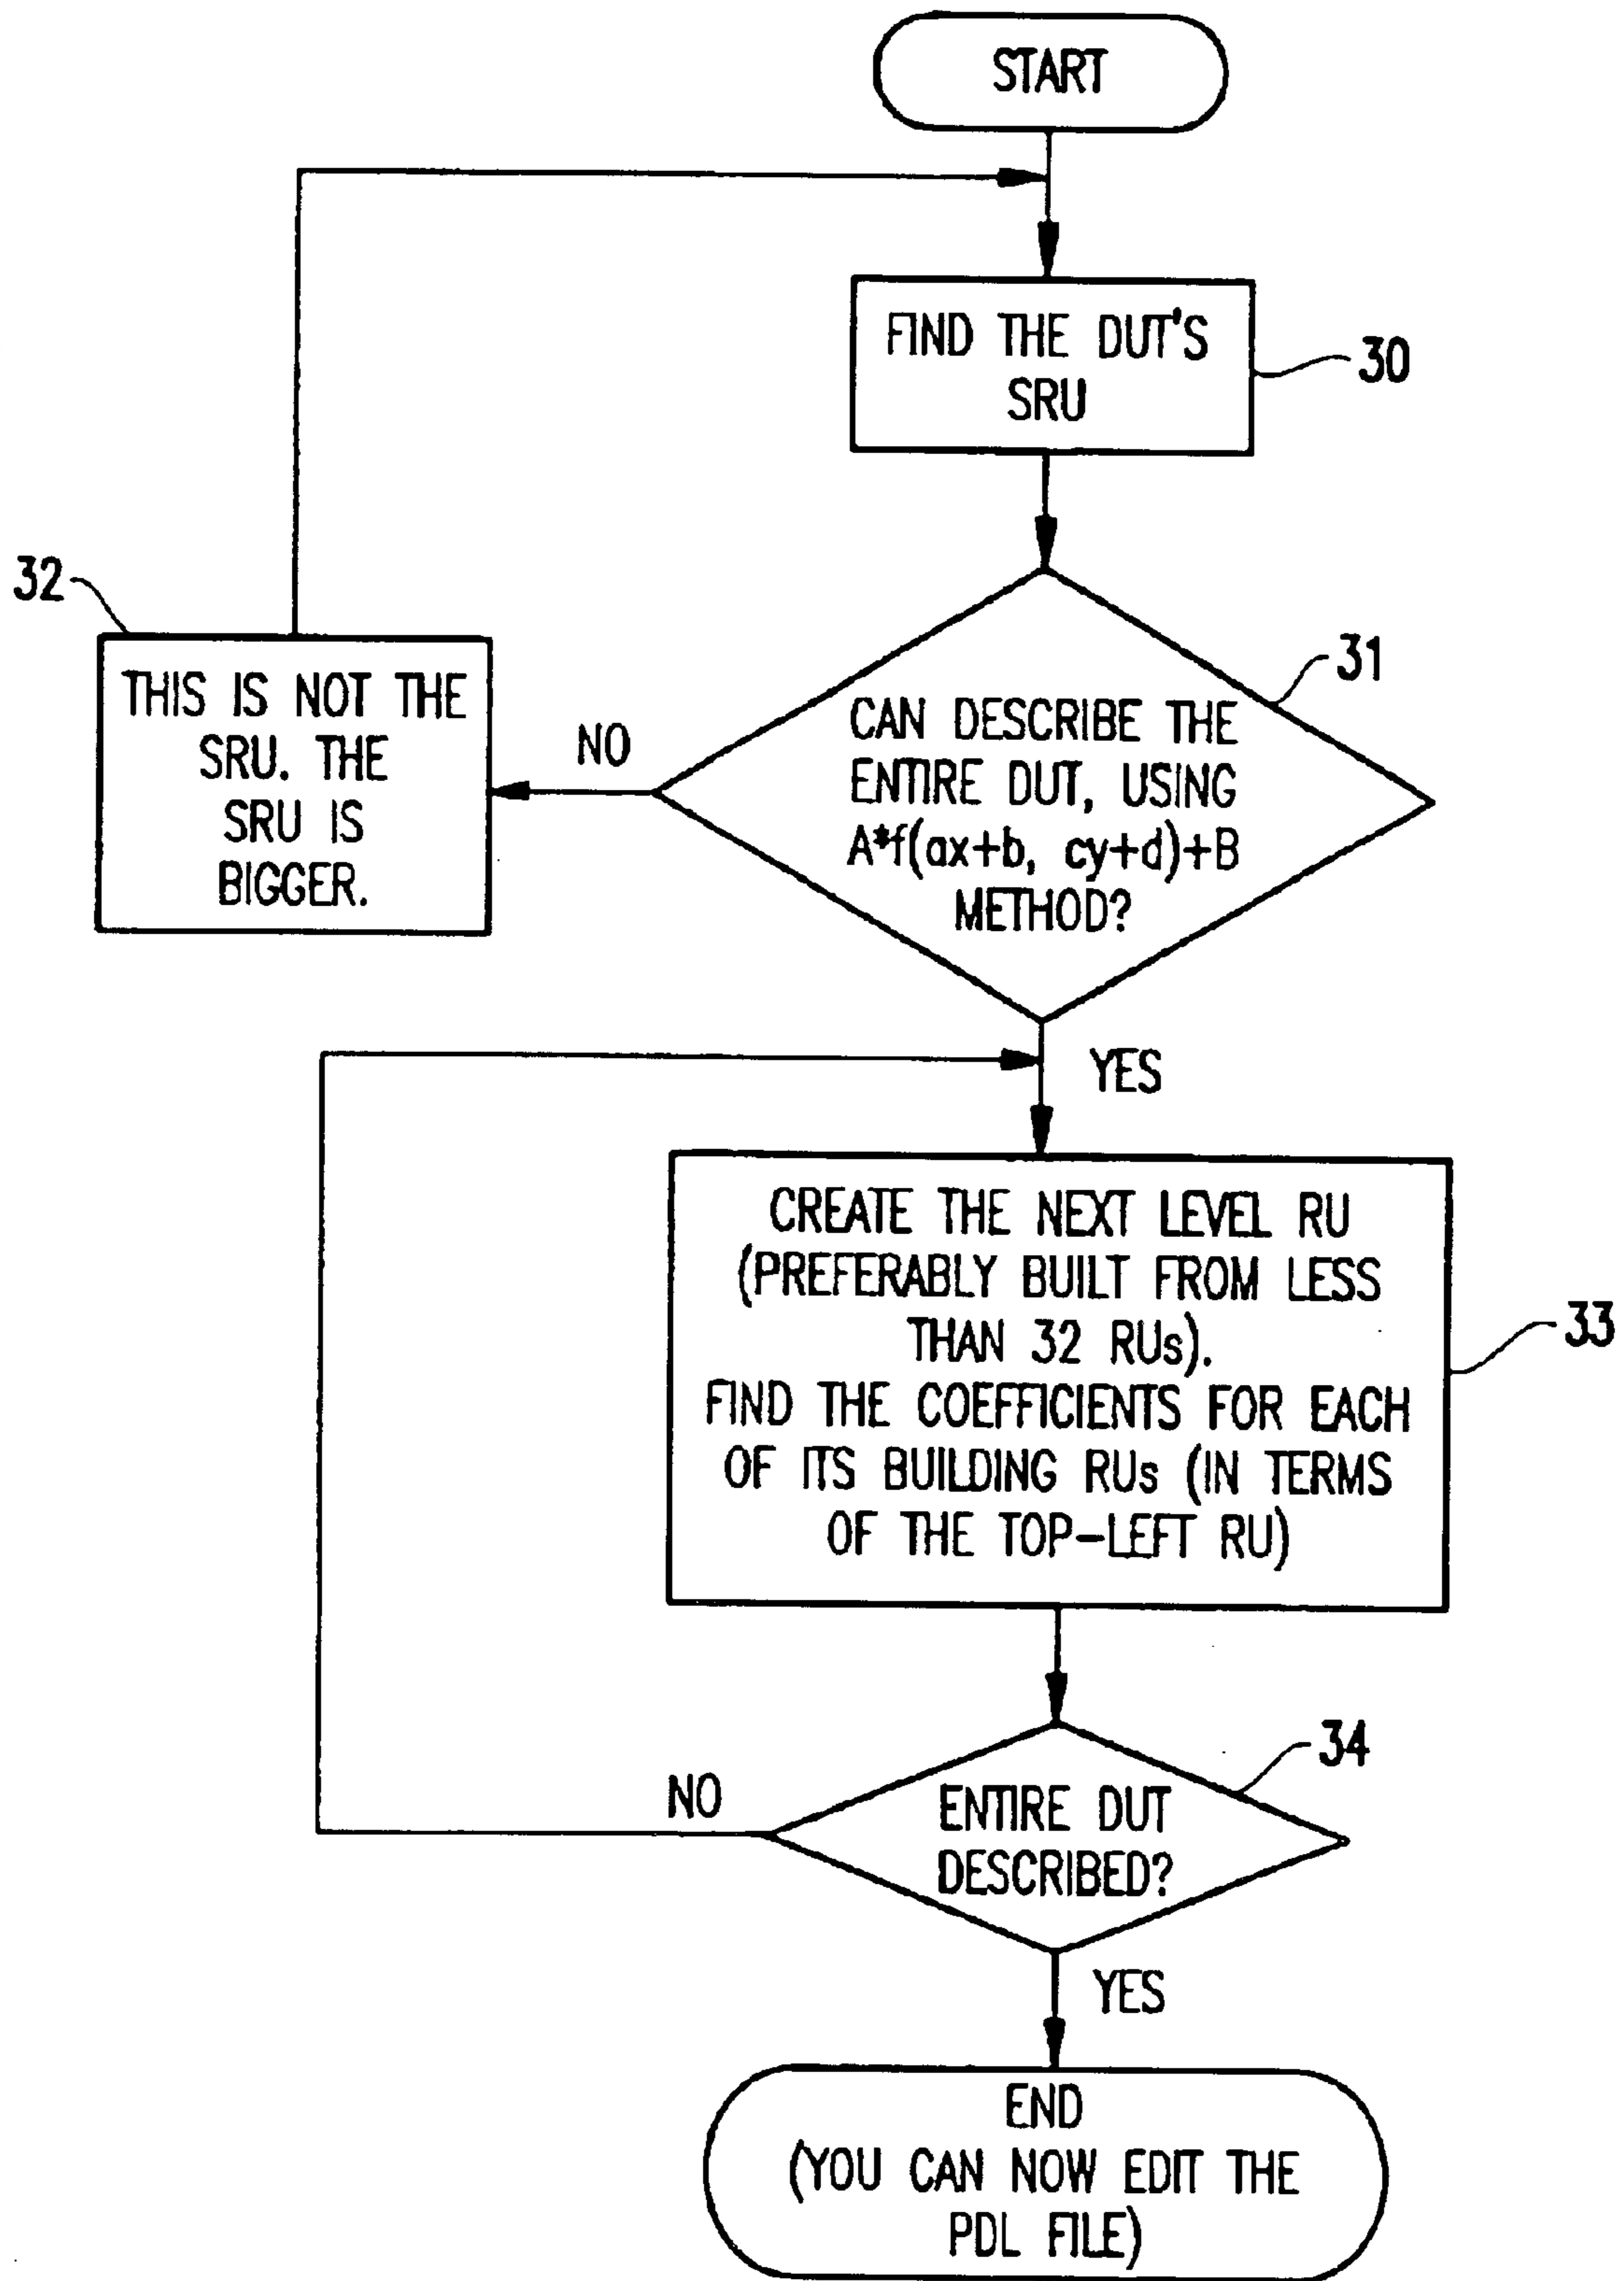 START
FIND THE DUT'S
SRU
30
32
THIS IS NOT THE
SRU. THE
SRU IS
BIGGER.
NO
31
CAN DESCRIBE THE
ENTIRE DUT, USING
A*f(ax+b, cy+d)+B
METHOD?
YES
CREATE THE NEXT LEVEL RU
(PREFERABLY BUILT FROM LESS
THAN 32 RUs).
FIND THE COEFFICIENTS FOR EACH
OF ITS BUILDING RUs (IN TERMS
OF THE TOP-LEFT RU)
33
34
NO
ENTIRE DUT
DESCRIBED?
YES
END
(YOU CAN NOW EDIT THE
PDL FILE)